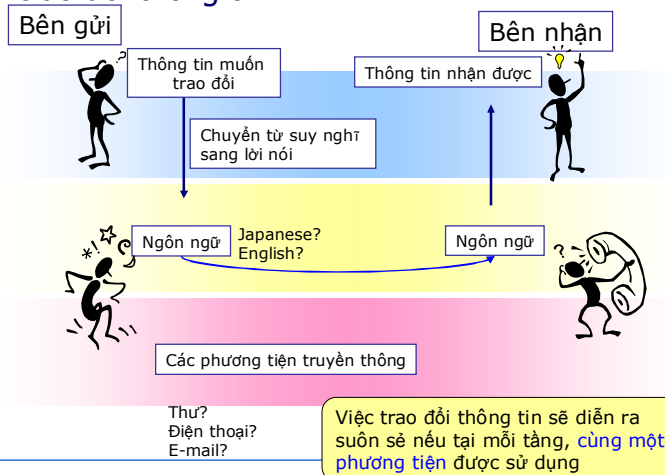 Bên gửi
Bên nhận
Thông tin muốn
trao đổi
Thông tin nhận được
Chuyển từ suy nghĩ
sang lời nói
Ngôn ngữ
Japanese?
English?
Ngôn ngữ
Các phương tiện truyền thông
Thư?
Điện thoại?
E-mail?
Việc trao đổi thông tin sẽ diễn ra
suôn sẻ nếu tại mỗi tầng, cùng một
phương tiện được sử dụng